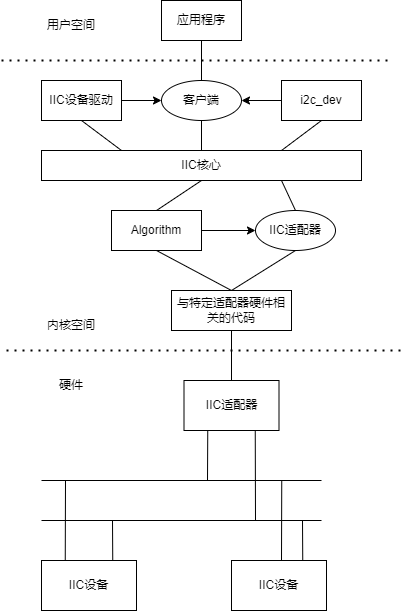 应用程序
用户空间
IIC设备驱动
客户端
i2c_dev
IIC核心
Algorithm
IIC适配器
与特定适配器硬件相
关的代码
内核空间
硬件
IIC适配器
IIC设备
IIC设备